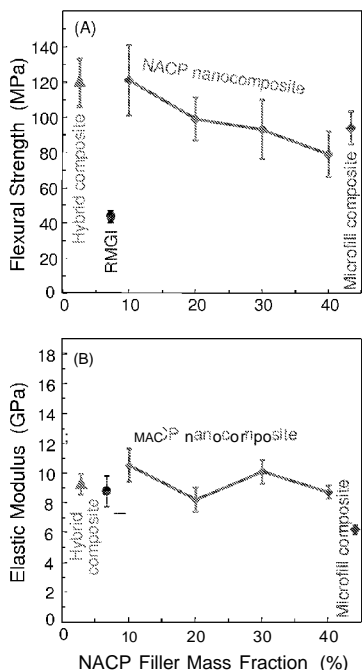 (A)
NACP nanocomposite
Flexural Strength (MPa)
140
120
100
80
60
40
20
0
Hybrid composite
RMGI
Microfill composite
0
10
20
30
40
(B)
MACP nanocomposite
Elastic Modulus (GPa)
18
16
14
12
10
8
6
4
2
0
Hybrid
composite
Microfill composite
0
10
20
30
40
NACP Filler Mass Fraction (%)